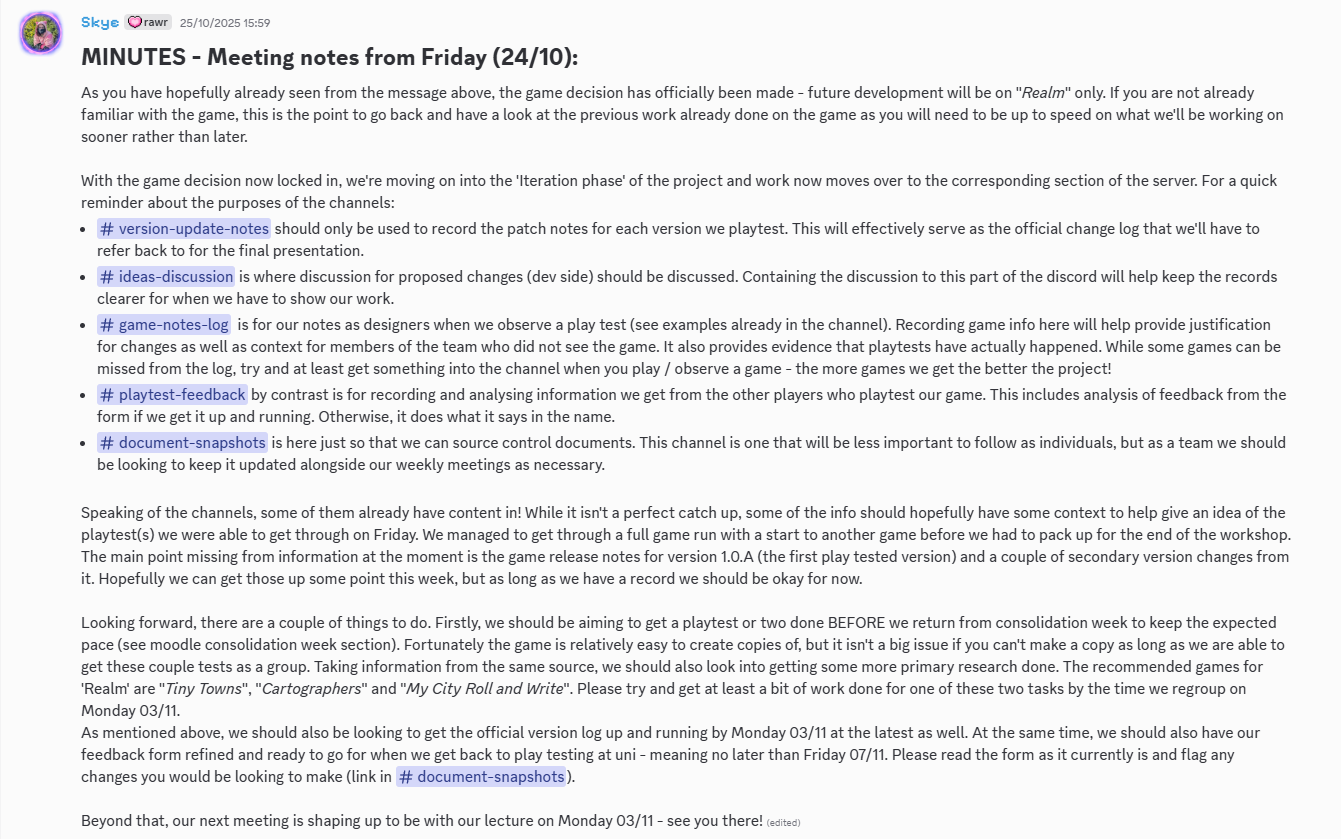 Skye rawr 25/10/2025 15:59
MINUTES - Meeting notes from Friday (24/10):
As you have hopefully already seen from the message above, the game decision has officially been made - future development will be on "Realm" only. If you are not already
familiar with the game, this is the point to go back and have a look at the previous work already done on the game as you will need to be up to speed on what we'll be working on
sooner rather than later.
With the game decision now locked in, we're moving on into the 'Iteration phase' of the project and work now moves over to the corresponding section of the server. For a quick
reminder about the purposes of the channels:
• # version-update-notes should only be used to record the patch notes for each version we playtest. This will effectively serve as the official change log that we'll have to
refer back to for the final presentation.
• # ideas-discussion is where discussion for proposed changes (dev side) should be discussed. Containing the discussion to this part of the discord will help keep the records
clearer for when we have to show our work.
• # game-notes-log is for our notes as designers when we observe a play test (see examples already in the channel). Recording game info here will help provide justification
for changes as well as context for members of the team who did not see the game. It also provides evidence that playtests have actually happened. While some games can be
missed from the log, try and at least get something into the channel when you play / observe a game - the more games we get the better the project!
• # playtest-feedback by contrast is for recording and analysing information we get from the other players who playtest our game. This includes analysis of feedback from the
form if we get it up and running. Otherwise, it does what it says in the name.
• # document-snapshots is here just so that we can source control documents. This channel is one that will be less important to follow as individuals, but as a team we should
be looking to keep it updated alongside our weekly meetings as necessary.
Speaking of the channels, some of them already have content in! While it isn't a perfect catch up, some of the info should hopefully have some context to help give an idea of the
playtest(s) we were able to get through on Friday. We managed to get through a full game run with a start to another game before we had to pack up for the end of the workshop.
The main point missing from information at the moment is the game release notes for version 1.0.A (the first play tested version) and a couple of secondary version changes from
it. Hopefully we can get those up some point this week, but as long as we have a record we should be okay for now.
Looking forward, there are a couple of things to do. Firstly, we should be aiming to get a playtest or two done BEFORE we return from consolidation week to keep the expected
pace (see moodle consolidation week section). Fortunately the game is relatively easy to create copies of, but it isn't a big issue if you can't make a copy as long as we are able to
get these couple tests as a group. Taking information from the same source, we should also look into getting some more primary research done. The recommended games for
'Realm' are "Tiny Towns", "Cartographers" and "My City Roll and Write". Please try and get at least a bit of work done for one of these two tasks by the time we regroup on
Monday 03/11.
As mentioned above, we should also be looking to get the official version log up and running by Monday 03/11 at the latest as well. At the same time, we should also have our
feedback form refined and ready to go for when we get back to play testing at uni - meaning no later than Friday 07/11. Please read the form as it currently is and flag any
changes you would be looking to make (link in # document-snapshots).
Beyond that, our next meeting is shaping up to be with our lecture on Monday 03/11 - see you there! (edited)